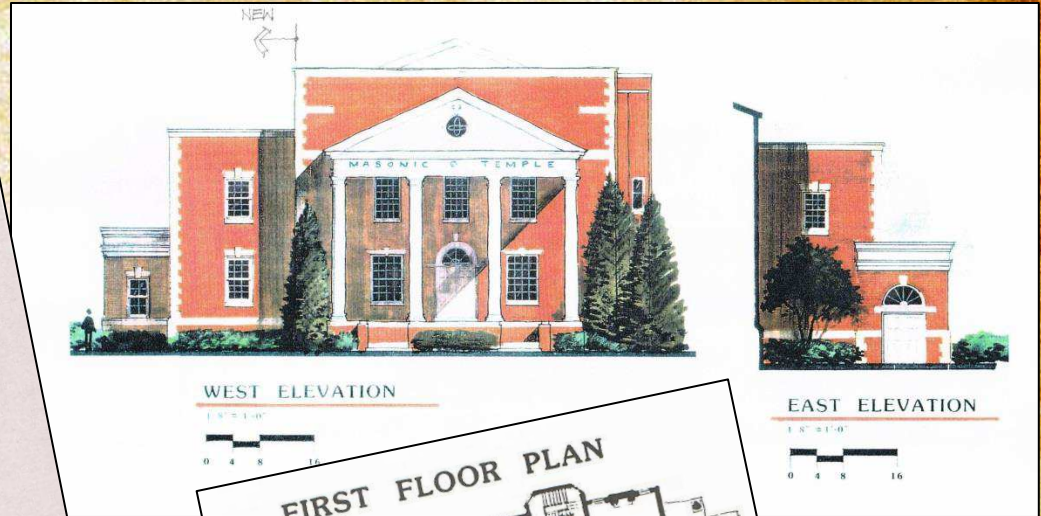 NEW
MASONIC TEMPLE
WEST ELEVATION
0 4 8 16
EAST ELEVATION
0 4 8 16
FIRST FLOOR PLAN